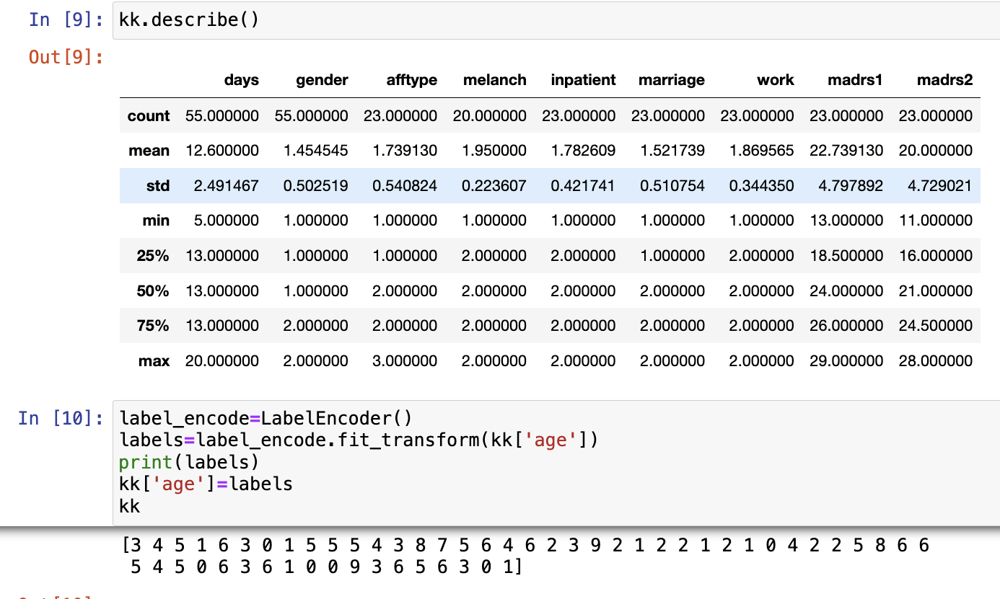 In [9]: kk.describe()
Out[9]:
days gender afftype melanch inpatient marriage work madrs1 madrs2
count 55.000000 55.000000 23.000000 20.000000 23.000000 23.000000 23.000000 23.000000 23.000000
mean 12.600000 1.454545 1.739130 1.950000 1.782609 1.521739 1.869565 22.739130 20.000000
std 2.491467 0.502519 0.540824 0.223607 0.421741 0.510754 0.344350 4.797892 4.729021
min 5.000000 1.000000 1.000000 1.000000 1.000000 1.000000 1.000000 13.000000 11.000000
25% 13.000000 1.000000 1.000000 2.000000 2.000000 1.000000 2.000000 18.500000 16.000000
50% 13.000000 1.000000 2.000000 2.000000 2.000000 2.000000 2.000000 24.000000 21.000000
75% 13.000000 2.000000 2.000000 2.000000 2.000000 2.000000 2.000000 26.000000 24.500000
max 20.000000 2.000000 3.000000 2.000000 2.000000 2.000000 2.000000 29.000000 28.000000
In [10]: label_encode=LabelEncoder()
labels=label_encode.fit_transform(kk['age'])
print(labels)
kk['age']=labels
kk
[3 4 5 1 6 3 0 1 5 5 5 4 3 8 7 5 6 4 6 2 3 9 2 1 2 2 1 2 1 0 4 2 2 5 8 6 6
5 4 5 0 6 3 6 1 0 0 9 3 6 5 6 3 0 1]